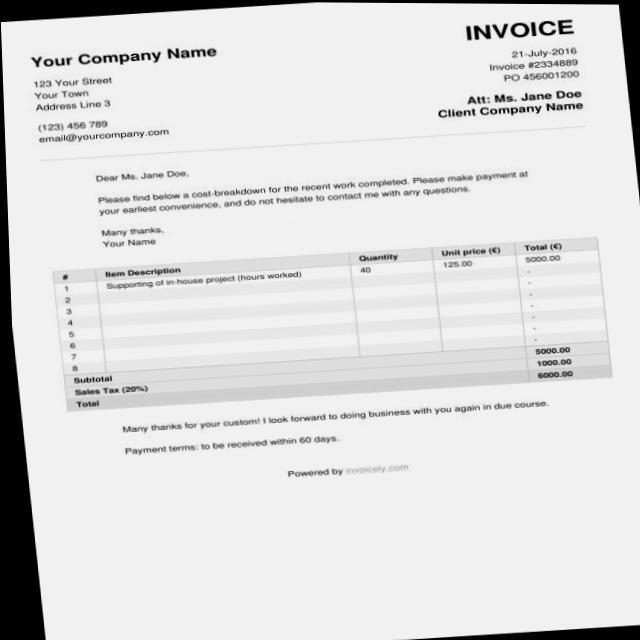 Your Company Name
123 Your Street
Your Town
Address Line 3
(123) 456 789
email@yourcompany.com
INVOICE
21-July-2016
Invoice #2334889
PO 456001200
Att: Ms. Jane Doe
Client Company Name
Dear Ms. Jane Doe,
Please find below a cost-breakdown for the recent work completed. Please make payment at
your earliest convenience, and do not hesitate to contact me with any questions.
Many thanks,
Your Name
# Item Description Quantity Unit price (€) Total (€)
1 Supporting of in-house project (hours worked) 40 125.00 5000.00
2 -
3 -
4 -
5 -
6 -
7 -
8 -
Subtotal 5000.00
Sales Tax (20%) 1000.00
Total 6000.00
Many thanks for your custom! I look forward to doing business with you again in due course.
Payment terms: to be received within 60 days.
Powered by invoicely.com